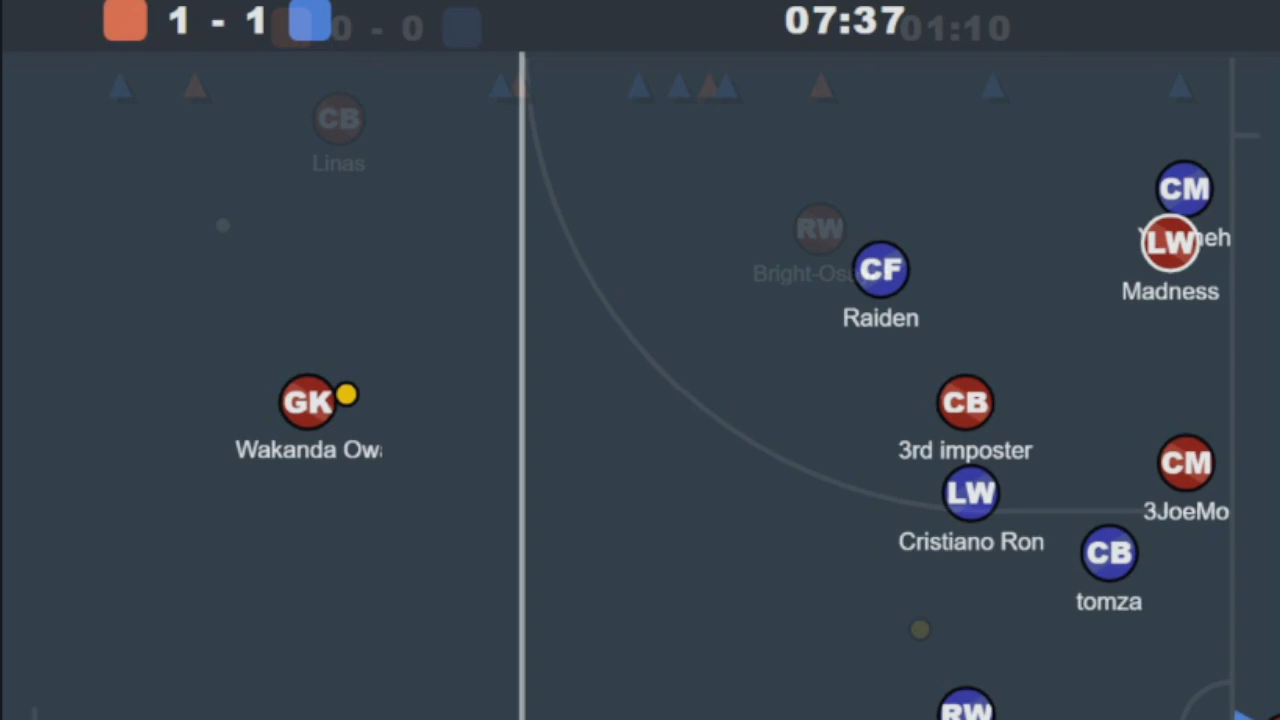 1 - 1
0 - 0
07:37
01:10
CB
Linas
CM
LW
Madness
RW
CF
Raiden
GK
Wakanda Ow
CB
3rd imposter
CM
3JoeMo
LW
Cristiano Ron
CB
tomza
RW